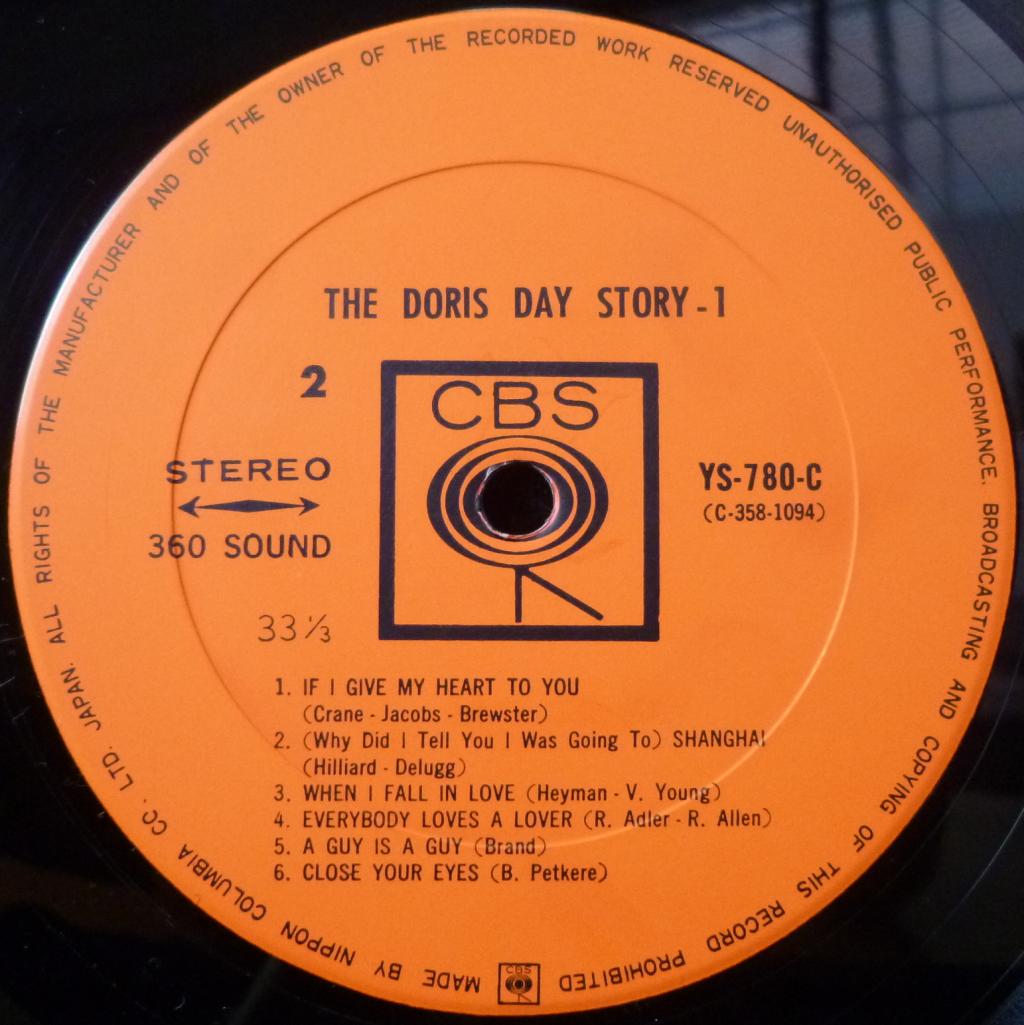 MADE BY NIPPON COLUMBIA CC. LTD. JAPAN. ALL RIGHTS OF THE MANUFACTURER AND OF THE OWNER OF THE RECORDED WORK RESERVED UNAUTHORISED PUBLIC PERFORMANCE. BROADCASTING AND COPYING OF THIS RECORD PROHIBITED
THE DORIS DAY STORY-1
2
CBS
STEREO
360 SOUND
YS-780-C
(C-358-1094)
33 1/3
1. IF I GIVE MY HEART TO YOU
(Crane - Jacobs - Brewster)
2. (Why Did I Tell You I Was Going To) SHANGHAI
(Hilliard - Delugg)
3. WHEN I FALL IN LOVE (Heyman - V. Young)
4. EVERYBODY LOVES A LOVER (R. Adler - R. Allen)
5. A GUY IS A GUY (Brand)
6. CLOSE YOUR EYES (B. Petkere)
CBS